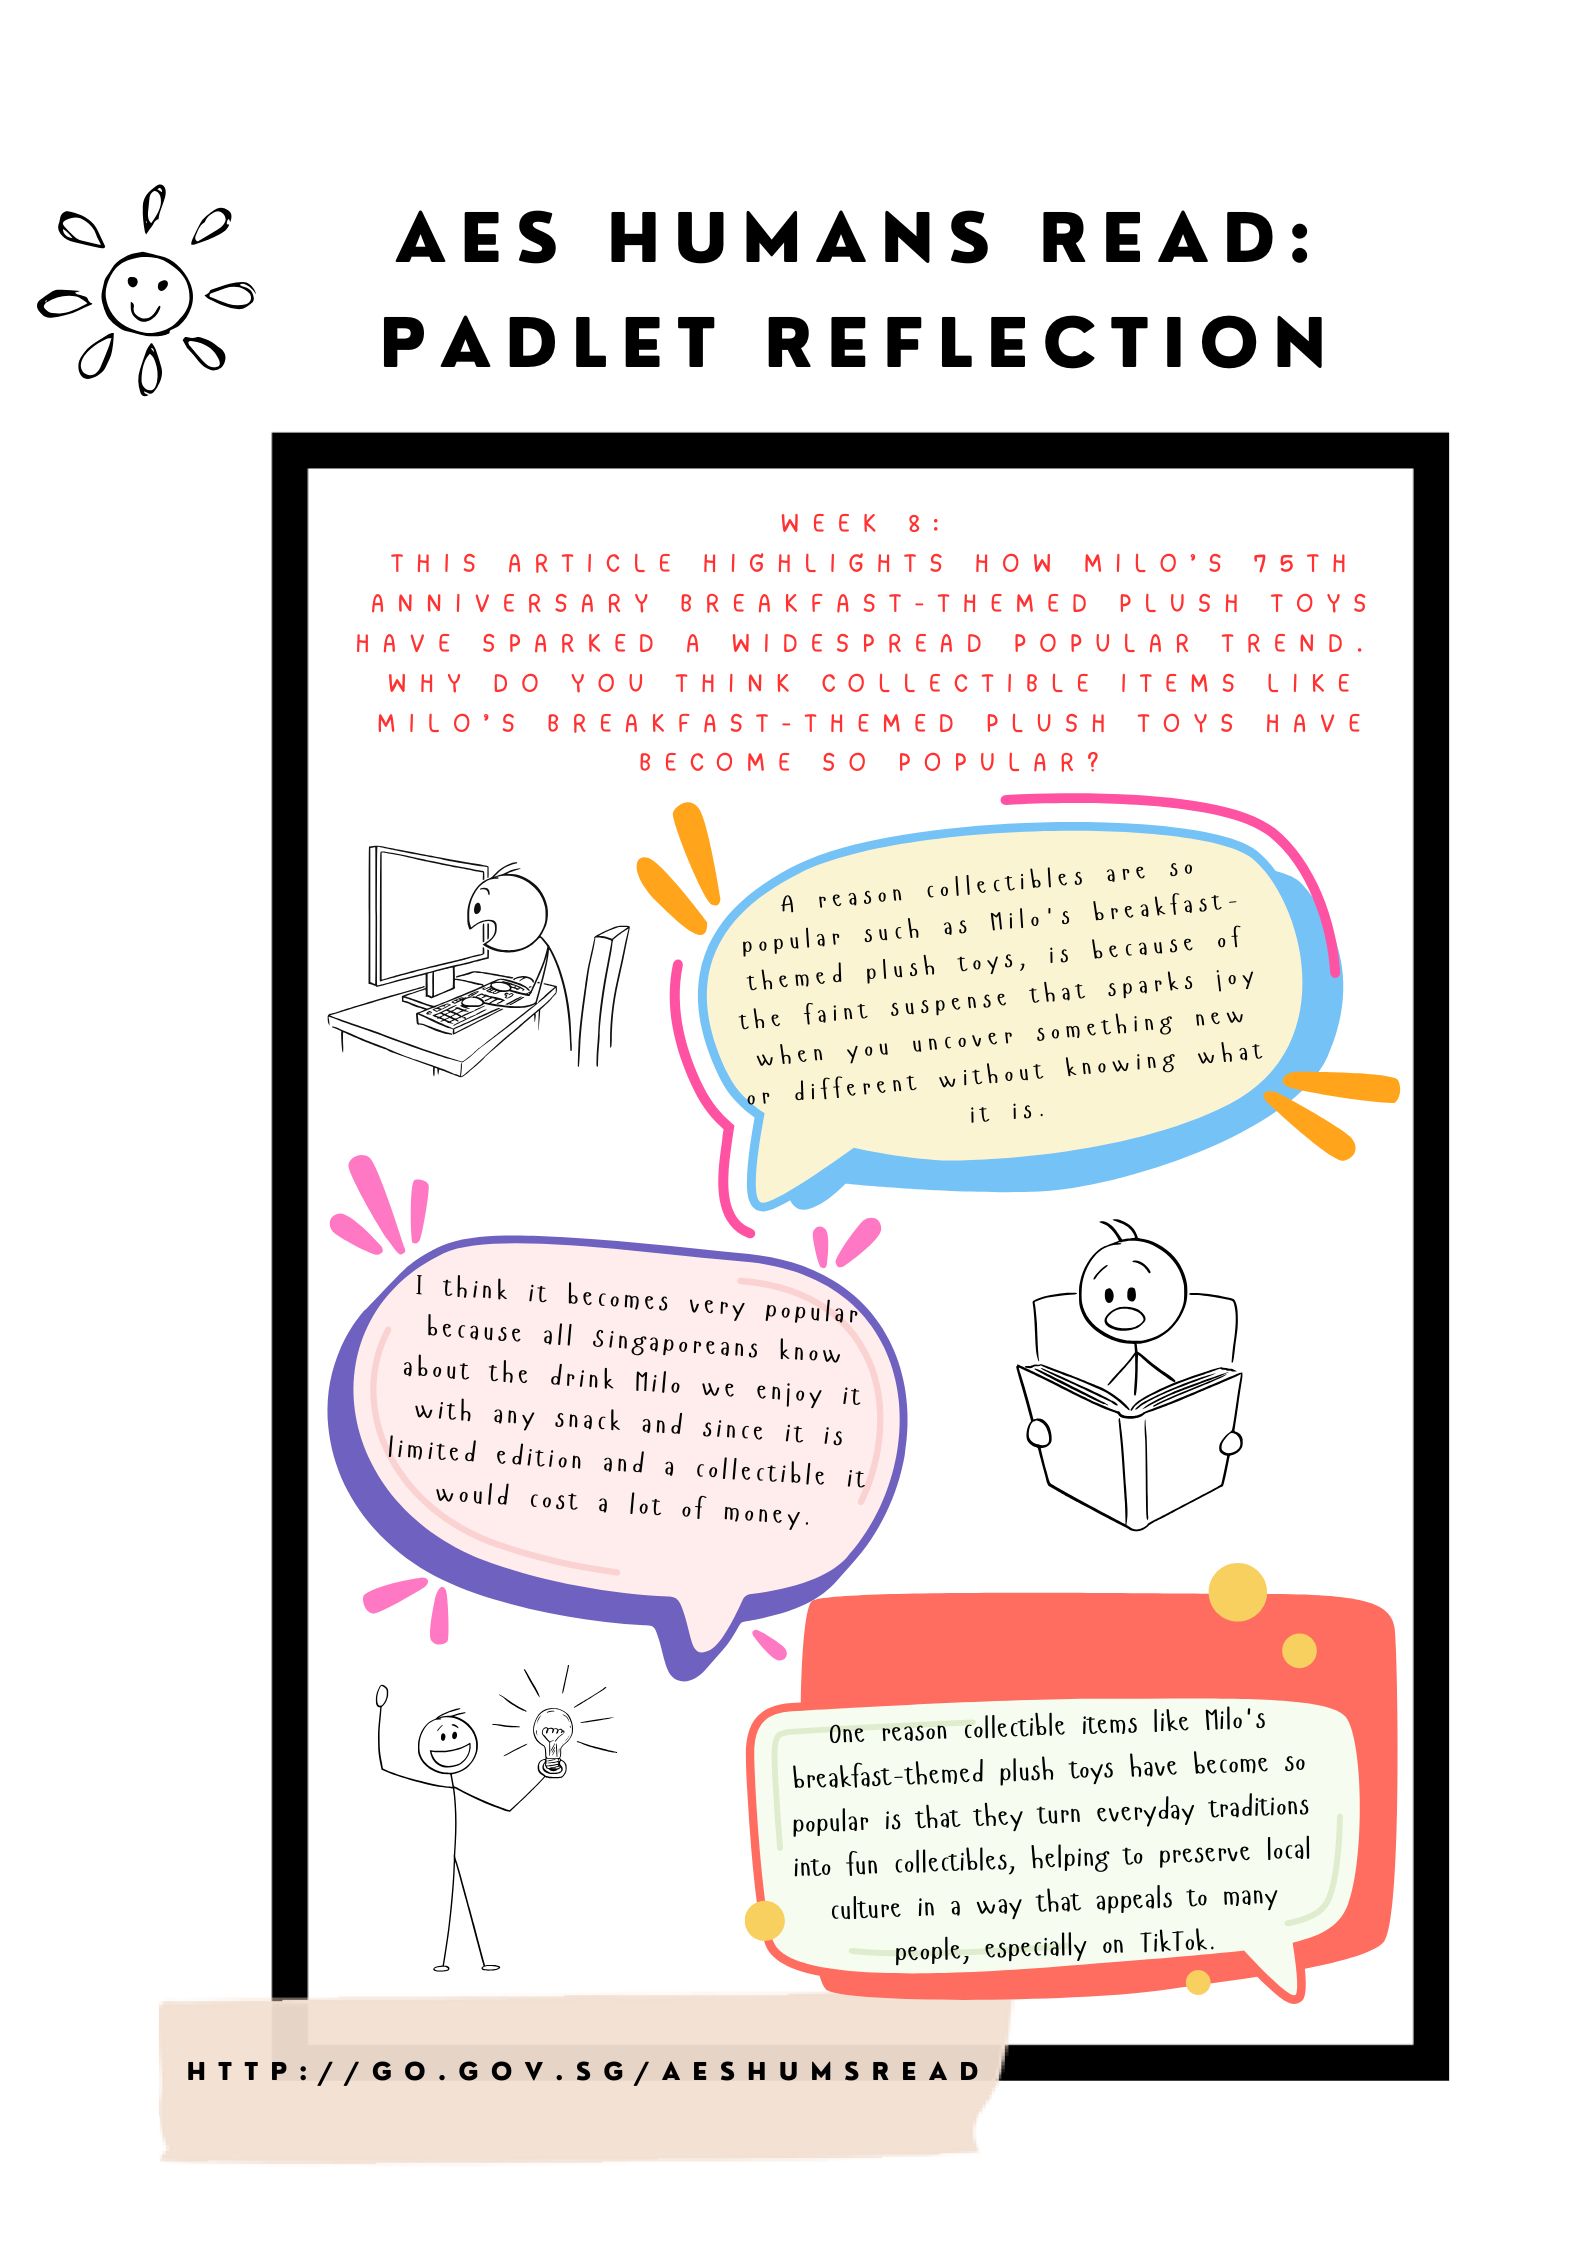 AES HUMANS READ:
PADLET REFLECTION
WEEK 8:
THIS ARTICLE HIGHLIGHTS HOW MILO'S 75TH
ANNIVERSARY BREAKFAST-THEMED PLUSH TOYS
HAVE SPARKED A WIDESPREAD POPULAR TREND.
WHY DO YOU THINK COLLECTIBLE ITEMS LIKE
MILO'S BREAKFAST-THEMED PLUSH TOYS HAVE
BECOME SO POPULAR?
A reason collectibles are so
popular such as Milo's breakfast-
themed plush toys, is because of
the faint suspense that sparks joy
when you uncover something new
or different without knowing what
it is.
I think it becomes very popular
because all Singaporeans know
about the drink Milo we enjoy it
with any snack and since it is
limited edition and a collectible it
would cost a lot of money.
One reason collectible items like Milo's
breakfast-themed plush toys have become so
popular is that they turn everyday traditions
into fun collectibles, helping to preserve local
culture in a way that appeals to many
people, especially on TikTok.
HTTP://GO.GOV.SG/AESHUMSREAD